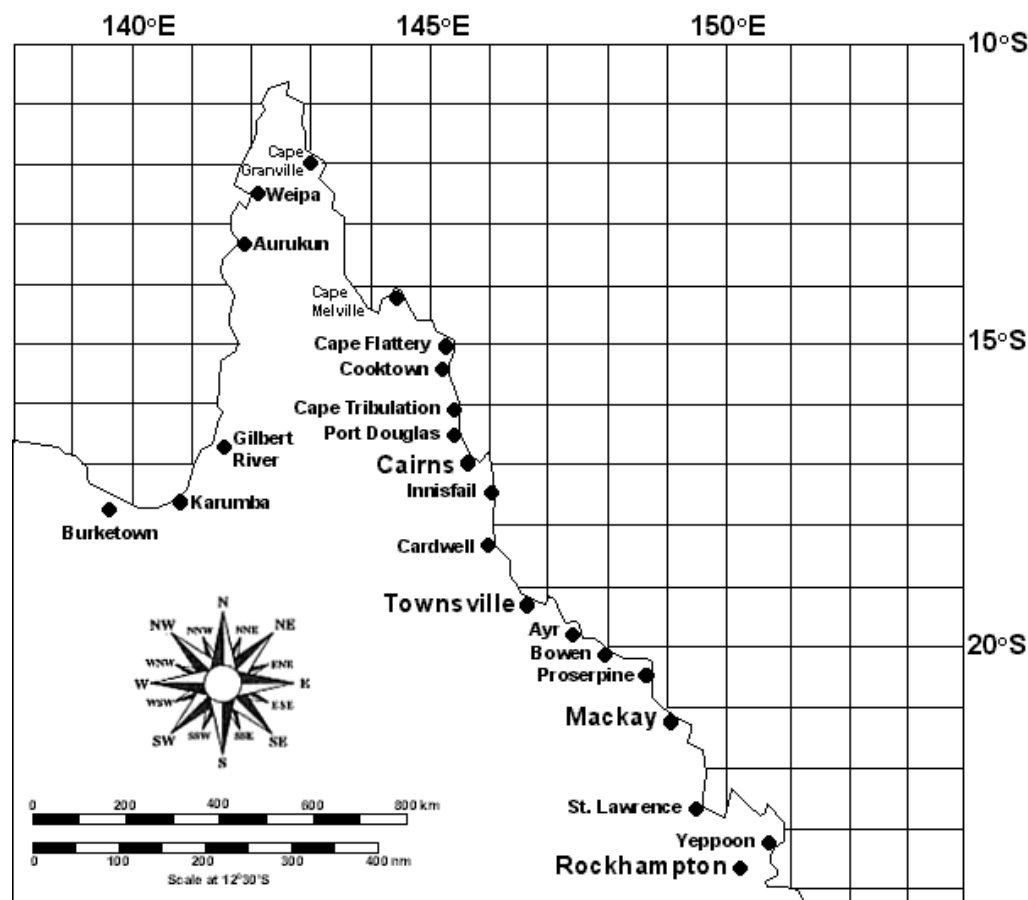 140°E 145°E 150°E
10°S
Cape
Granville
Weipa
Aurukun
Cape
Melville
Cape Flattery
15°S
Cooktown
Cape Tribulation
Port Douglas
Gilbert
River
Cairns
Innisfail
Karumba
Burketown
Cardwell
Townsville
Ayr
Bowen
20°S
Proserpine
Mackay
St. Lawrence
Yeppoon
Rockhampton
N
NNW NNE
NW NE
WNW ENE
W E
WSW ESE
SW SE
SSW SSE
S
0 200 400 600 800 km
0 100 200 300 400 nm
Scale at 12°30'S